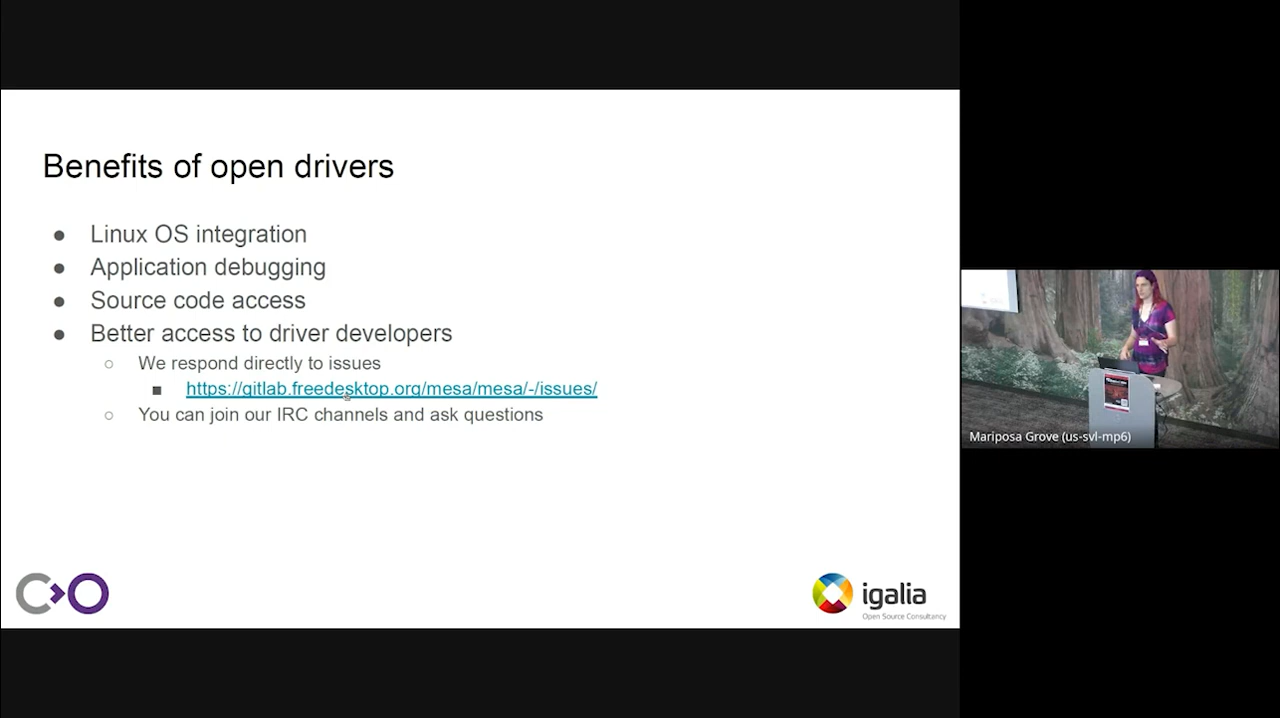 Benefits of open drivers
● Linux OS integration
● Application debugging
● Source code access
● Better access to driver developers
○ We respond directly to issues
■ https://gitlab.freedesktop.org/mesa/mesa/-/issues/
○ You can join our IRC channels and ask questions
igalia
Open Source Consultancy
Mariposa Grove (us-svl-mp6)